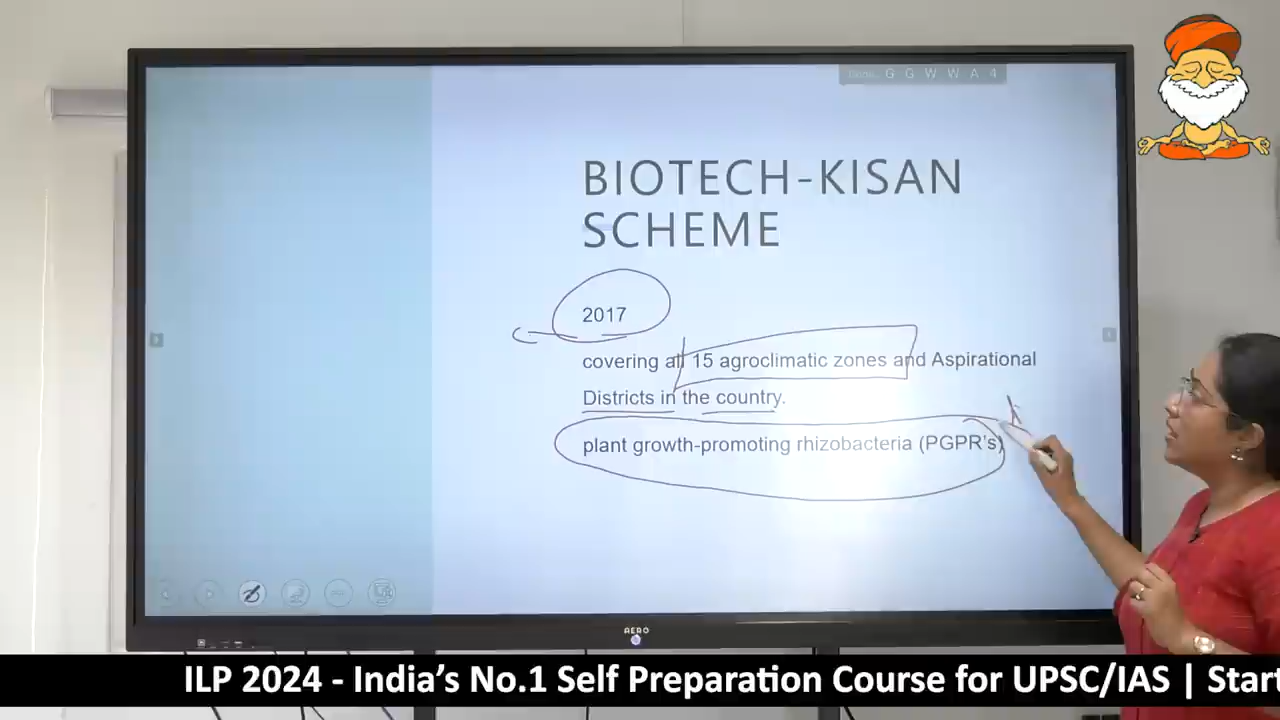 G G W W A 4
BIOTECH-KISAN
SCHEME
2017
covering all 15 agroclimatic zones and Aspirational
Districts in the country.
plant growth-promoting rhizobacteria (PGPR's)
AERO
ILP 2024 - India's No.1 Self Preparation Course for UPSC/IAS | Start